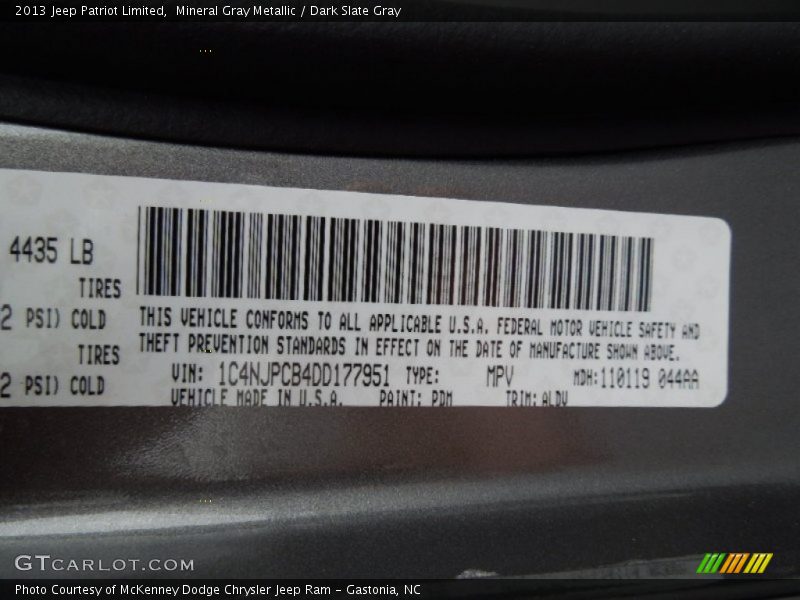 2013 Jeep Patriot Limited,  Mineral Gray Metallic / Dark Slate Gray
4435 LB
TIRES
2 PSI) COLD
TIRES
2 PSI) COLD
THIS VEHICLE CONFORMS TO ALL APPLICABLE U.S.A. FEDERAL MOTOR VEHICLE SAFETY AND
THEFT PREVENTION STANDARDS IN EFFECT ON THE DATE OF MANUFACTURE SHOWN ABOVE.
VIN: 1C4NJPCB4DD177951 TYPE: MPV MDH:110119 044AA
VEHICLE MADE IN U.S.A. PAINT: PDM TRIM: ALDV
GTCARLOT.COM
Photo Courtesy of McKenney Dodge Chrysler Jeep Ram – Gastonia, NC